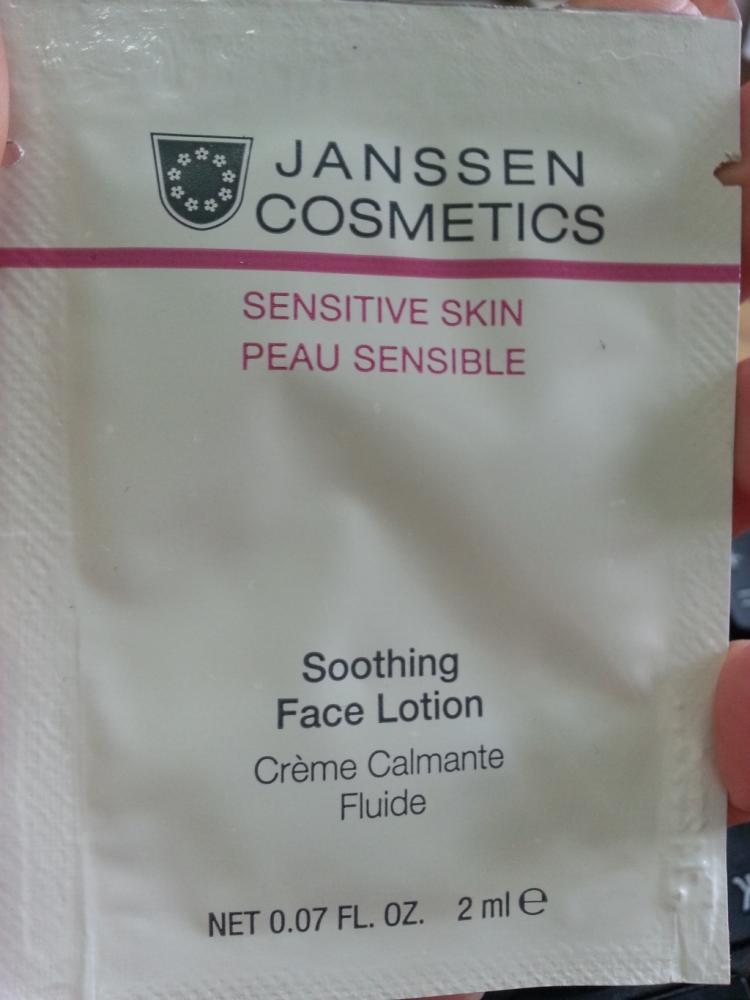 JANSSEN
COSMETICS
SENSITIVE SKIN
PEAU SENSIBLE
Soothing
Face Lotion
Crème Calmante
Fluide
NET 0.07 FL. OZ. 2 ml ℮